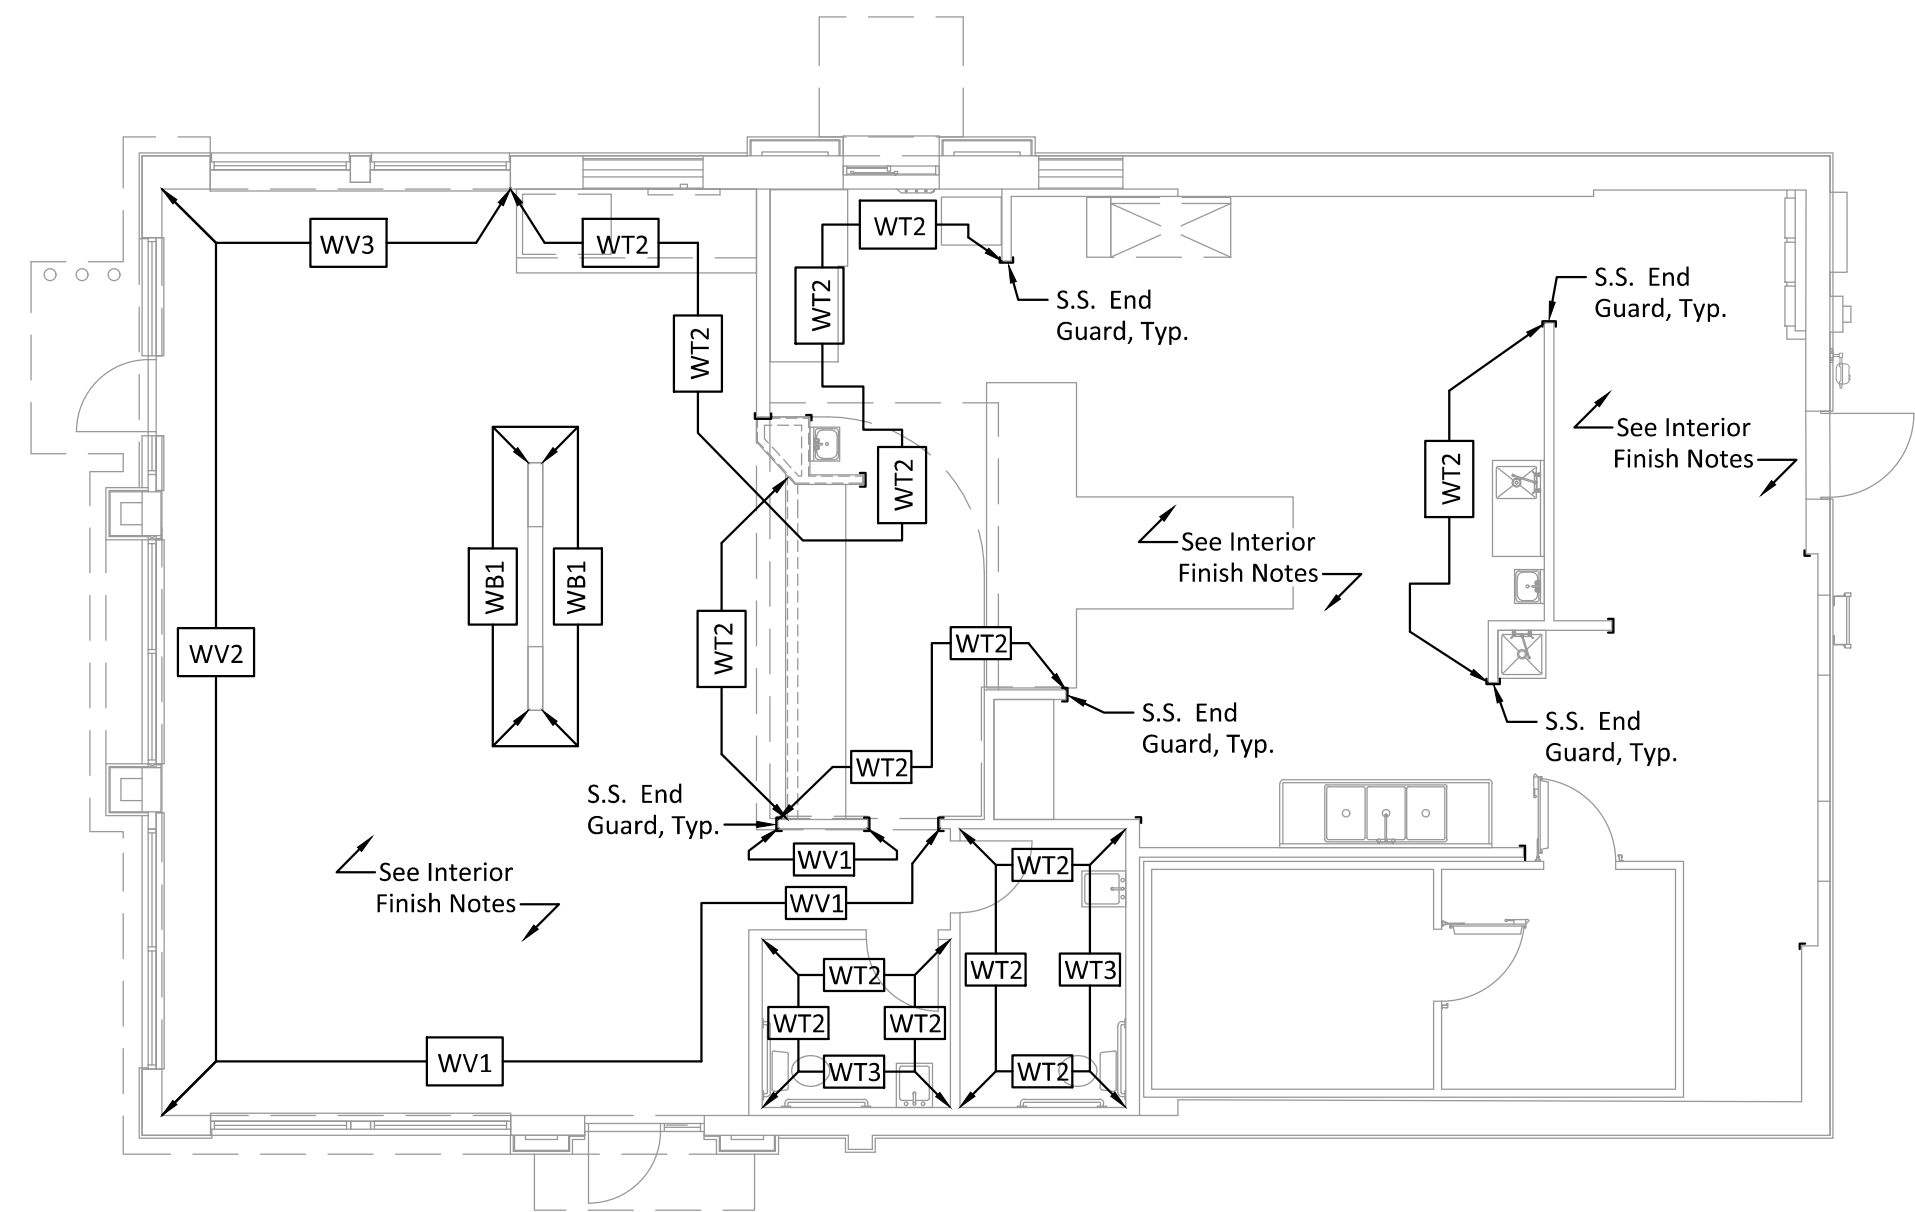 WT2
WV3
WT2
S.S. End
Guard, Typ.
S.S. End
Guard, Typ.
WT2
WT2
See Interior
Finish Notes
WT2
WT2
See Interior
Finish Notes
WB1
WB1
WT2
WT2
WV2
S.S. End
Guard, Typ.
S.S. End
Guard, Typ.
WT2
S.S. End
Guard, Typ.
WV1
WT2
See Interior
Finish Notes
WV1
WT2
WT2
WT3
WT2
WT2
WV1
WT3
WT2